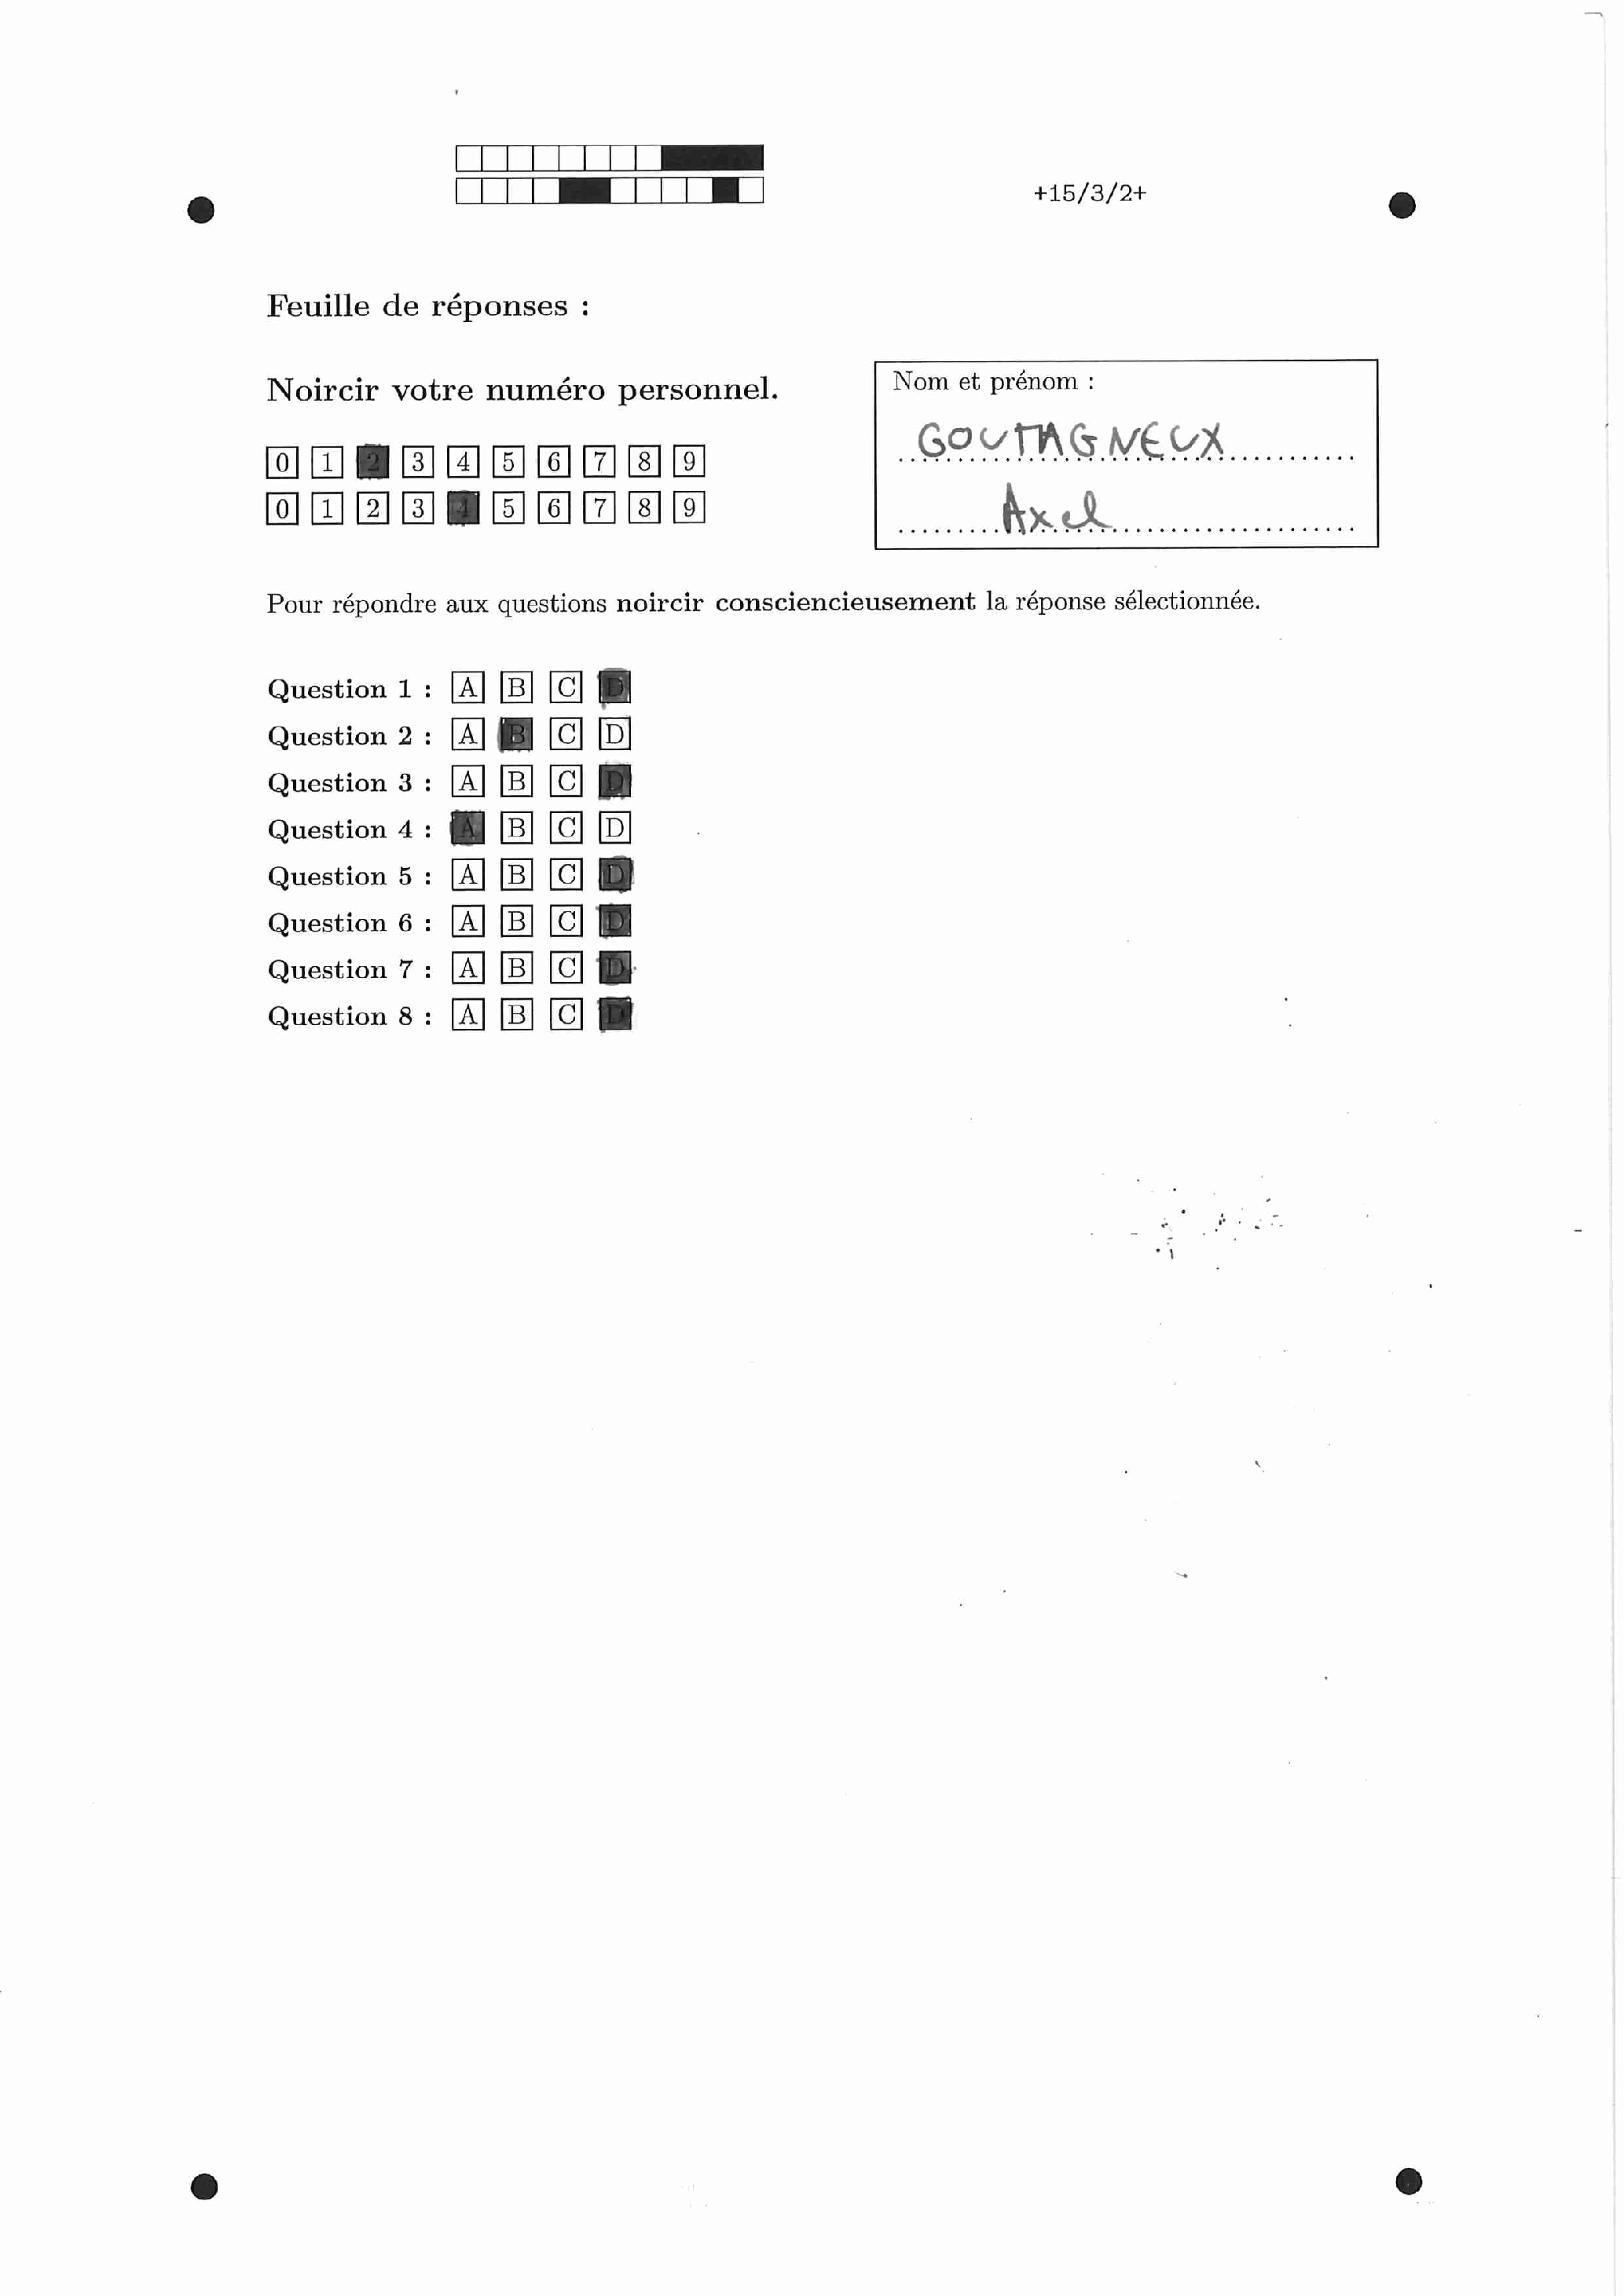 +15/3/2+
Feuille de réponses :
Noircir votre numéro personnel.
0 1 2 3 4 5 6 7 8 9
0 1 2 3 4 5 6 7 8 9
Nom et prénom :
GOUTAGNEUX
Axel
Pour répondre aux questions noircir consciencieusement la réponse sélectionnée.
Question 1 : A B C D
Question 2 : A B C D
Question 3 : A B C D
Question 4 : A B C D
Question 5 : A B C D
Question 6 : A B C D
Question 7 : A B C D
Question 8 : A B C D